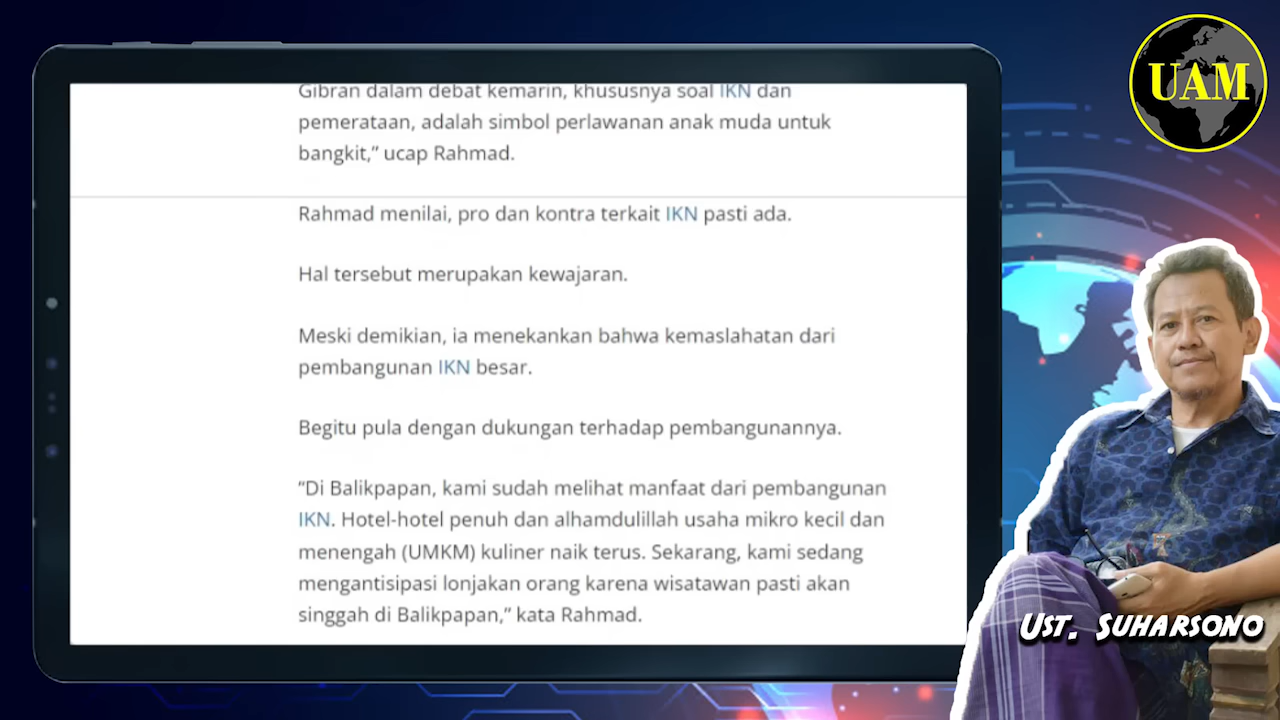 Gibran dalam debat kemarin, khususnya soal IKN dan
pemerataan, adalah simbol perlawanan anak muda untuk
bangkit,” ucap Rahmad.
Rahmad menilai, pro dan kontra terkait IKN pasti ada.
Hal tersebut merupakan kewajaran.
Meski demikian, ia menekankan bahwa kemaslahatan dari
pembangunan IKN besar.
Begitu pula dengan dukungan terhadap pembangunannya.
“Di Balikpapan, kami sudah melihat manfaat dari pembangunan
IKN. Hotel-hotel penuh dan alhamdulillah usaha mikro kecil dan
menengah (UMKM) kuliner naik terus. Sekarang, kami sedang
mengantisipasi lonjakan orang karena wisatawan pasti akan
singgah di Balikpapan,” kata Rahmad.
UAM
Ust. Suharsono